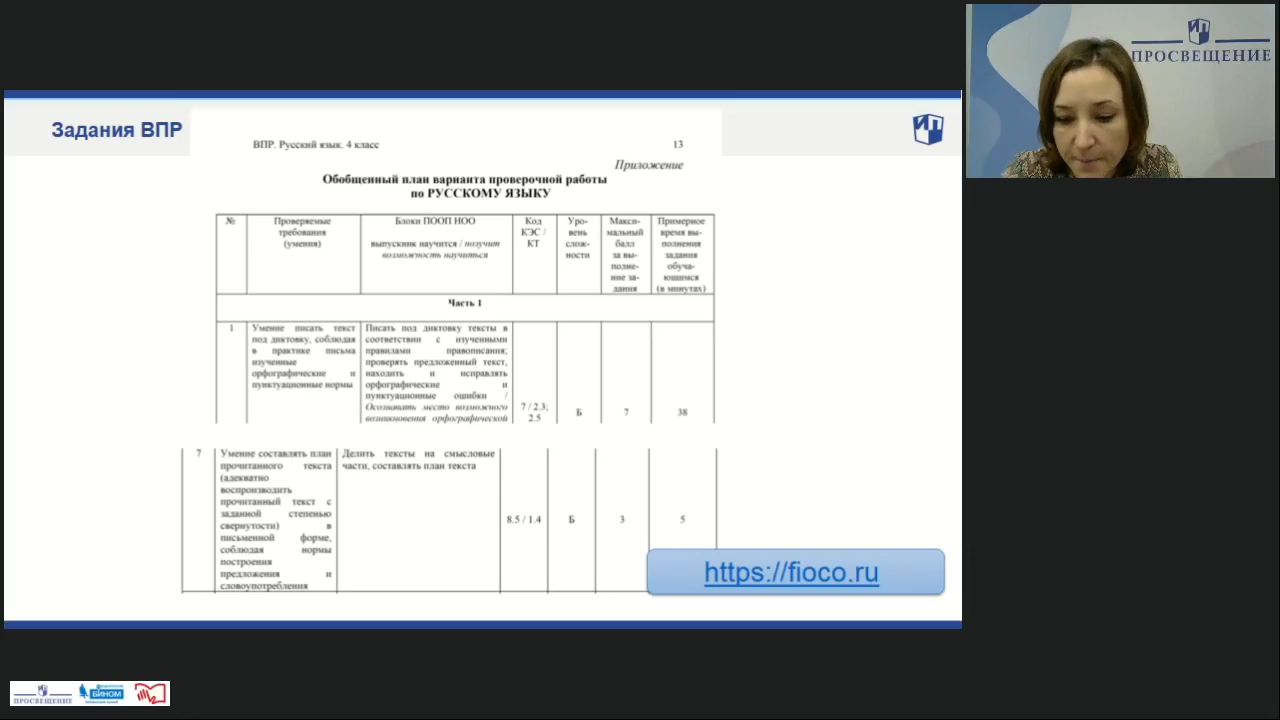 ПРОСВЕЩЕНИЕ
Задания ВПР
ВПР. Русский язык. 4 класс 13
Приложение
Обобщенный план варианта проверочной работы
по РУССКОМУ ЯЗЫКУ
№
Проверяемые
требования
(умения)
Блоки ПООП НОО
выпускник научится / получит
возможность научиться
Код
КЭС /
КТ
Уро-
вень
слож-
ности
Макси-
мальный
балл
за вы-
полне-
ние за-
дания
Примерное
время вы-
полнения
задания
обуча-
ющимся
(в минутах)
Часть 1
1
Умение писать текст
под диктовку, соблюдая
в практике письма
изученные
орфографические и
пунктуационные нормы
Писать под диктовку тексты в
соответствии с изученными
правилами правописания;
проверять предложенный текст,
находить и исправлять
орфографические и
пунктуационные ошибки /
Осознавать место возможного
возникновения орфографической
7 / 2.3;
2.5
Б
7
38
7
Умение составлять план
прочитанного текста
(адекватно
воспроизводить
прочитанный текст с
заданной степенью
свернутости) в
письменной форме,
соблюдая нормы
построения
предложения и
словоупотребления
Делить тексты на смысловые
части, составлять план текста
8.5 / 1.4
Б
3
5
https://fioco.ru
ПРОСВЕЩЕНИЕ
БИНОМ